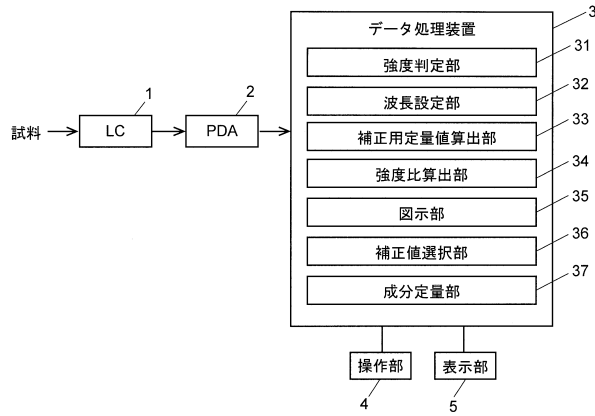 データ処理装置
3
強度判定部
31
波長設定部
32
補正用定量値算出部
33
強度比算出部
34
図示部
35
補正値選択部
36
成分定量部
37
試料
LC
1
PDA
2
操作部
4
表示部
5